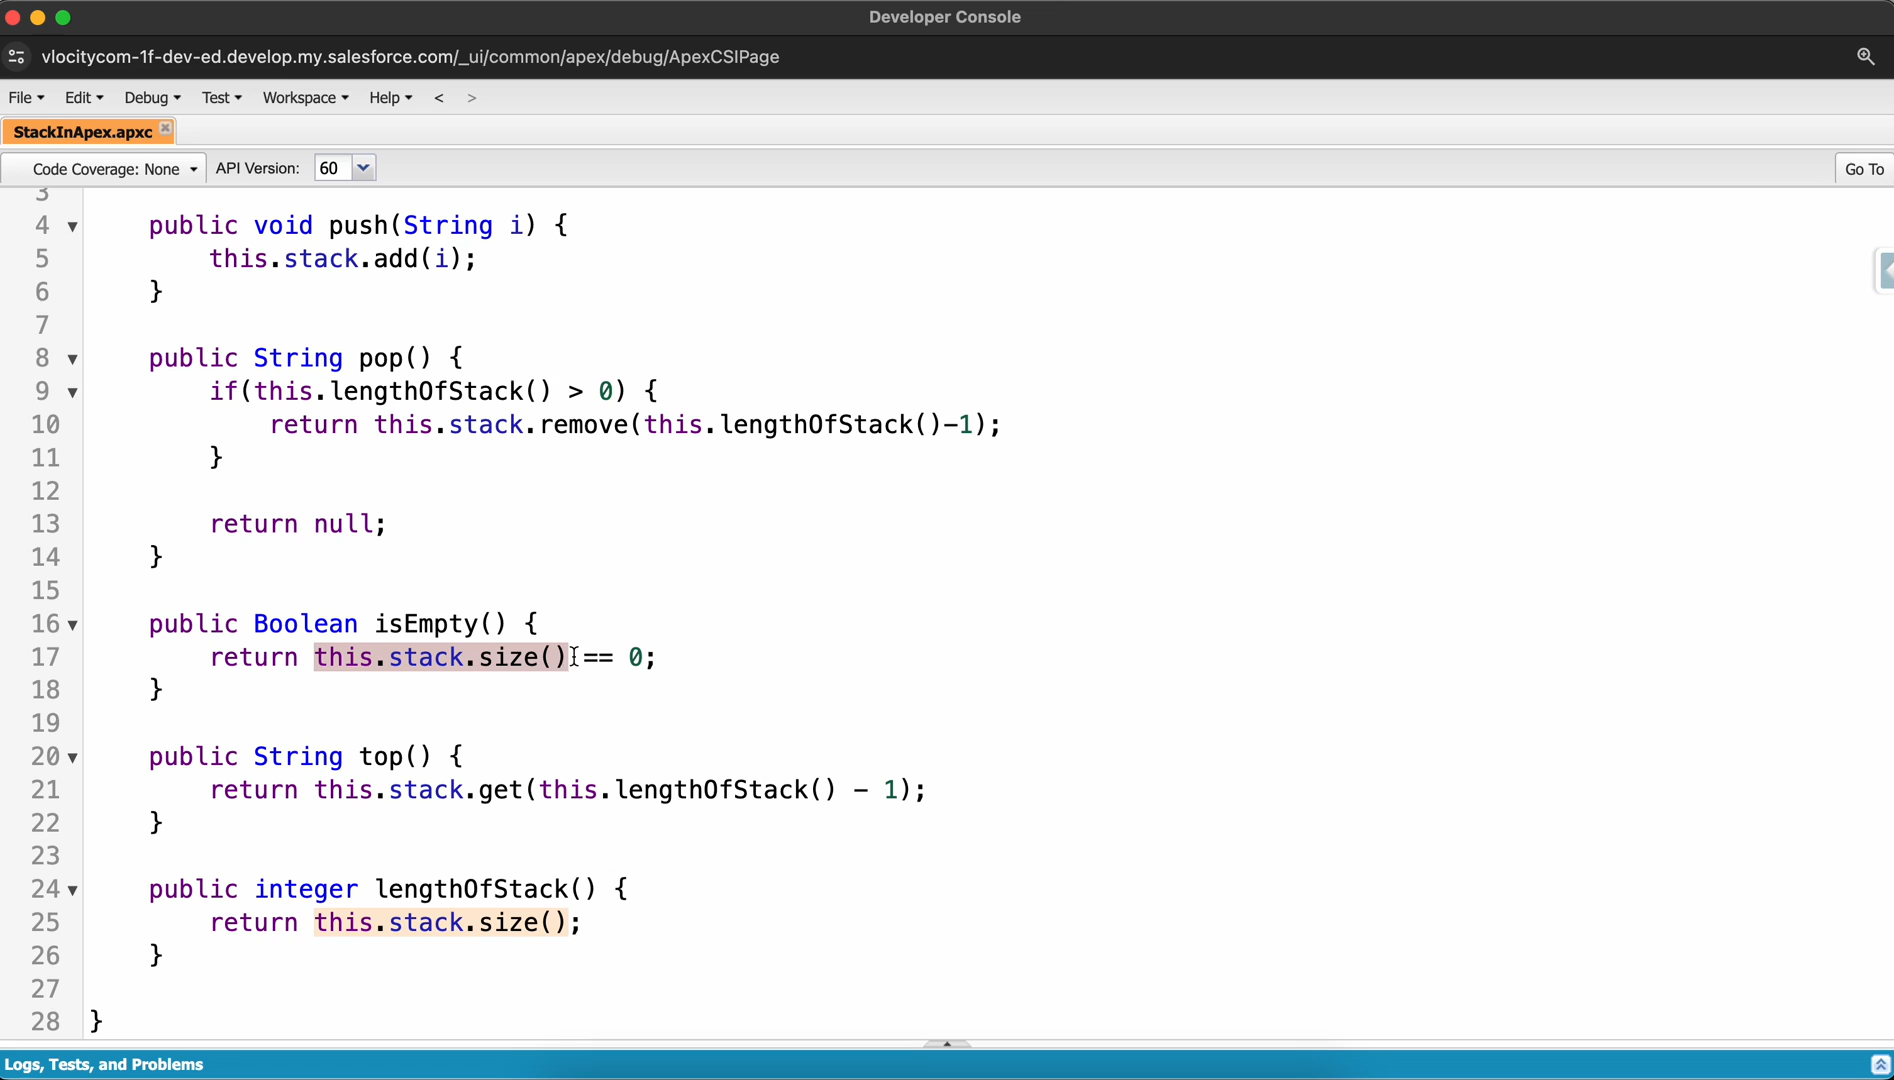 Developer Console
vlocitycom-1f-dev-ed.develop.my.salesforce.com/_ui/common/apex/debug/ApexCSIPage
File Edit Debug Test Workspace Help < >
StackInApex.apxc
Code Coverage: None API Version: 60 Go To
3
4 public void push(String i) {
5 this.stack.add(i);
6 }
7
8 public String pop() {
9 if(this.lengthOfStack() > 0) {
10 return this.stack.remove(this.lengthOfStack()-1);
11 }
12
13 return null;
14 }
15
16 public Boolean isEmpty() {
17 return this.stack.size() == 0;
18 }
19
20 public String top() {
21 return this.stack.get(this.lengthOfStack() - 1);
22 }
23
24 public integer lengthOfStack() {
25 return this.stack.size();
26 }
27
28 }
Logs, Tests, and Problems